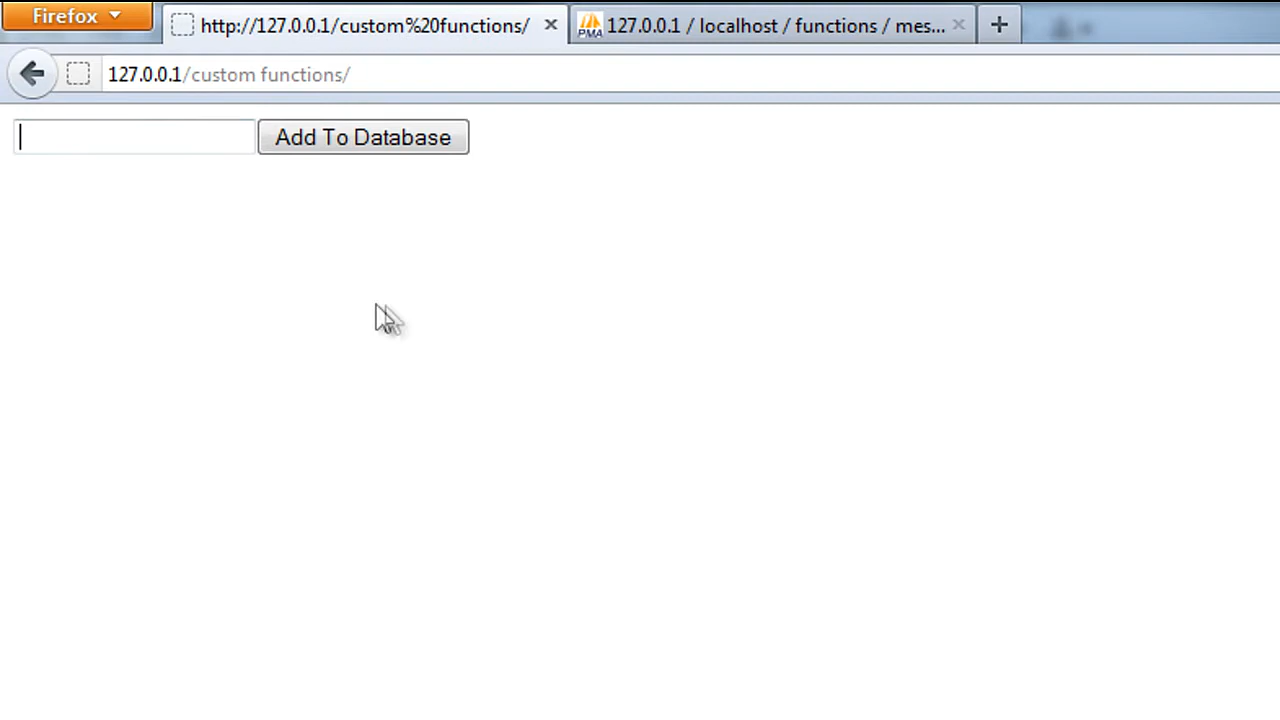 Firefox
http://127.0.0.1/custom%20functions/
PMA 127.0.0.1 / localhost / functions / mes...
127.0.0.1/custom functions/
Add To Database